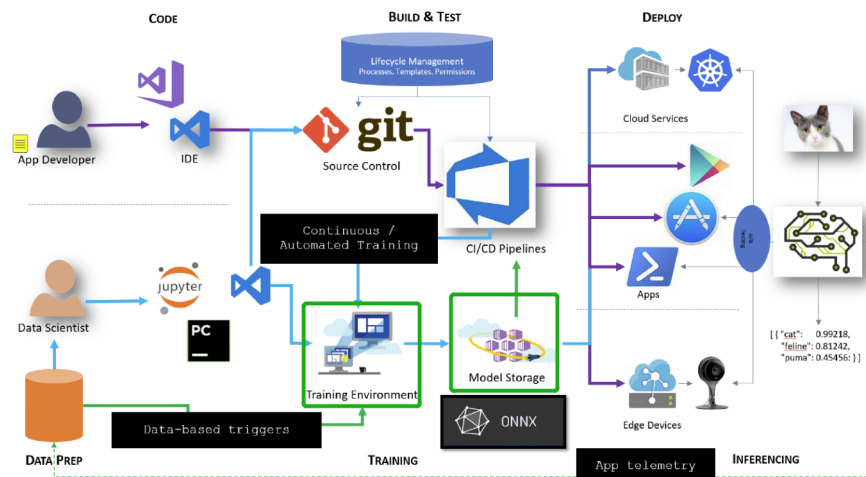 CODE
BUILD & TEST
DEPLOY
Lifecycle Management
Processes, Templates, Permissions
App Developer
IDE
git
Source Control
Cloud Services
Continuous /
Automated Training
CI/CD Pipelines
A/B
Testing
Apps
jupyter
Data Scientist
PC
Training Environment
Model Storage
[ { "cat": 0.99218,
"feline": 0.81242,
"puma": 0.45456: } ]
Data-based triggers
ONNX
Edge Devices
DATA PREP
TRAINING
App telemetry
INFERENCING